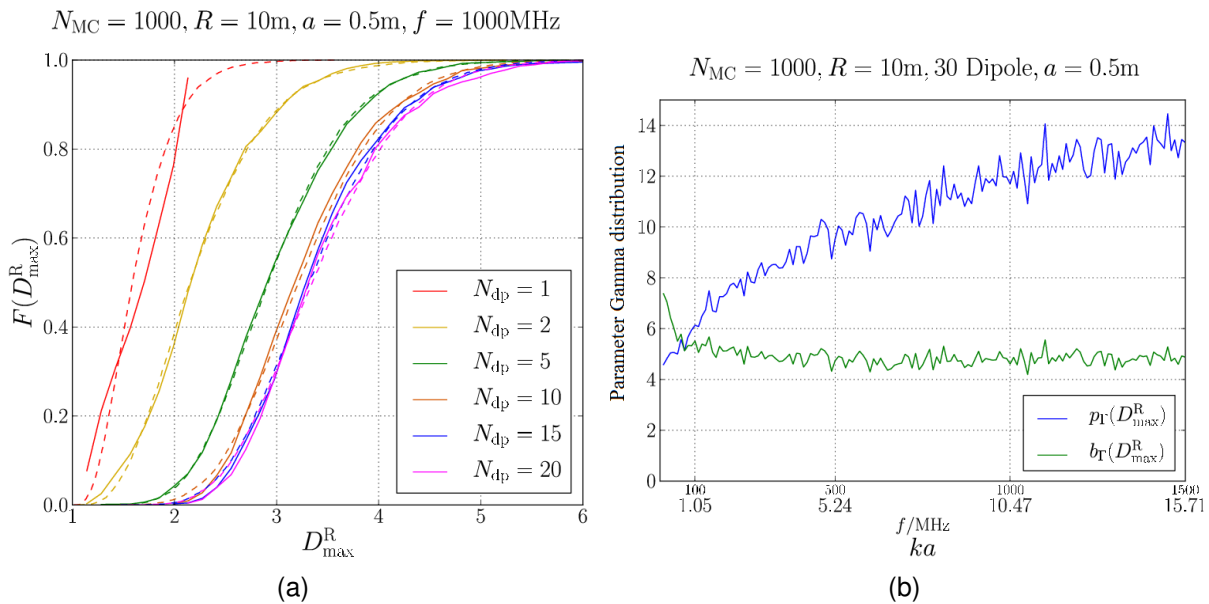 N_MC = 1000, R = 10m, a = 0.5m, f = 1000MHz
1.0
0.8
0.6
0.4
0.2
0.0
F(D^R_max)
1 2 3 4 5 6
D^R_max
N_dp = 1
N_dp = 2
N_dp = 5
N_dp = 10
N_dp = 15
N_dp = 20
(a)
N_MC = 1000, R = 10m, 30 Dipole, a = 0.5m
14
12
10
8
6
4
2
0
Parameter Gamma distribution
100 500 1000 1500
1.05 5.24 10.47 15.71
f/MHz
ka
p_Γ(D^R_max)
b_Γ(D^R_max)
(b)